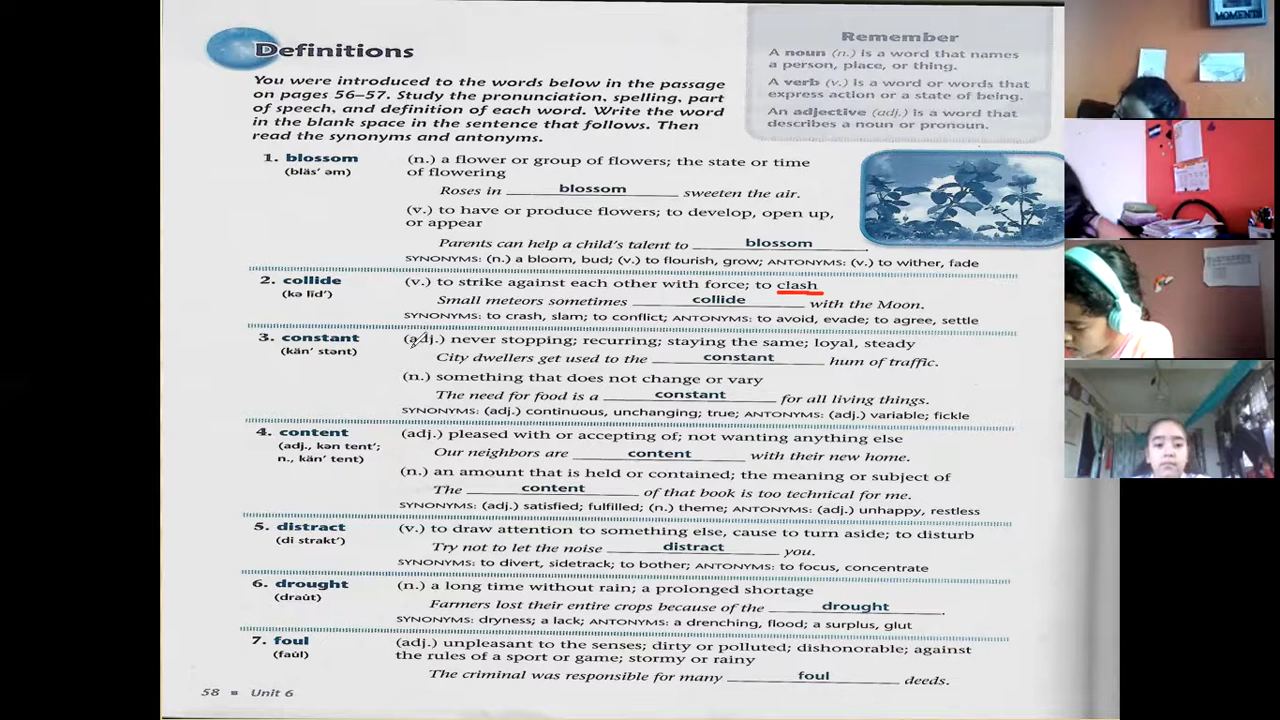 Definitions
You were introduced to the words below in the passage
on pages 56–57. Study the pronunciation, spelling, part
of speech, and definition of each word. Write the word
in the blank space in the sentence that follows. Then
read the synonyms and antonyms.
Remember
A noun (n.) is a word that names
a person, place, or thing.
A verb (v.) is a word or words that
express action or a state of being.
An adjective (adj.) is a word that
describes a noun or pronoun.
1. blossom
(bläs′ əm)
(n.) a flower or group of flowers; the state or time
of flowering
Roses in blossom sweeten the air.
(v.) to have or produce flowers; to develop, open up,
or appear
Parents can help a child's talent to blossom.
SYNONYMS: (n.) a bloom, bud; (v.) to flourish, grow; ANTONYMS: (v.) to wither, fade
2. collide
(kə līd′)
(v.) to strike against each other with force; to clash
Small meteors sometimes collide with the Moon.
SYNONYMS: to crash, slam; to conflict; ANTONYMS: to avoid, evade; to agree, settle
3. constant
(kän′ stənt)
(adj.) never stopping; recurring; staying the same; loyal, steady
City dwellers get used to the constant hum of traffic.
(n.) something that does not change or vary
The need for food is a constant for all living things.
SYNONYMS: (adj.) continuous, unchanging; true; ANTONYMS: (adj.) variable; fickle
4. content
(adj., kən tent′;
n., kän′ tent)
(adj.) pleased with or accepting of; not wanting anything else
Our neighbors are content with their new home.
(n.) an amount that is held or contained; the meaning or subject of
The content of that book is too technical for me.
SYNONYMS: (adj.) satisfied; fulfilled; (n.) theme; ANTONYMS: (adj.) unhappy, restless
5. distract
(di strakt′)
(v.) to draw attention to something else, cause to turn aside; to disturb
Try not to let the noise distract you.
SYNONYMS: to divert, sidetrack; to bother; ANTONYMS: to focus, concentrate
6. drought
(draùt)
(n.) a long time without rain; a prolonged shortage
Farmers lost their entire crops because of the drought.
SYNONYMS: dryness; a lack; ANTONYMS: a drenching, flood; a surplus, glut
7. foul
(faùl)
(adj.) unpleasant to the senses; dirty or polluted; dishonorable; against
the rules of a sport or game; stormy or rainy
The criminal was responsible for many foul deeds.
58 ■ Unit 6
MOMENTS